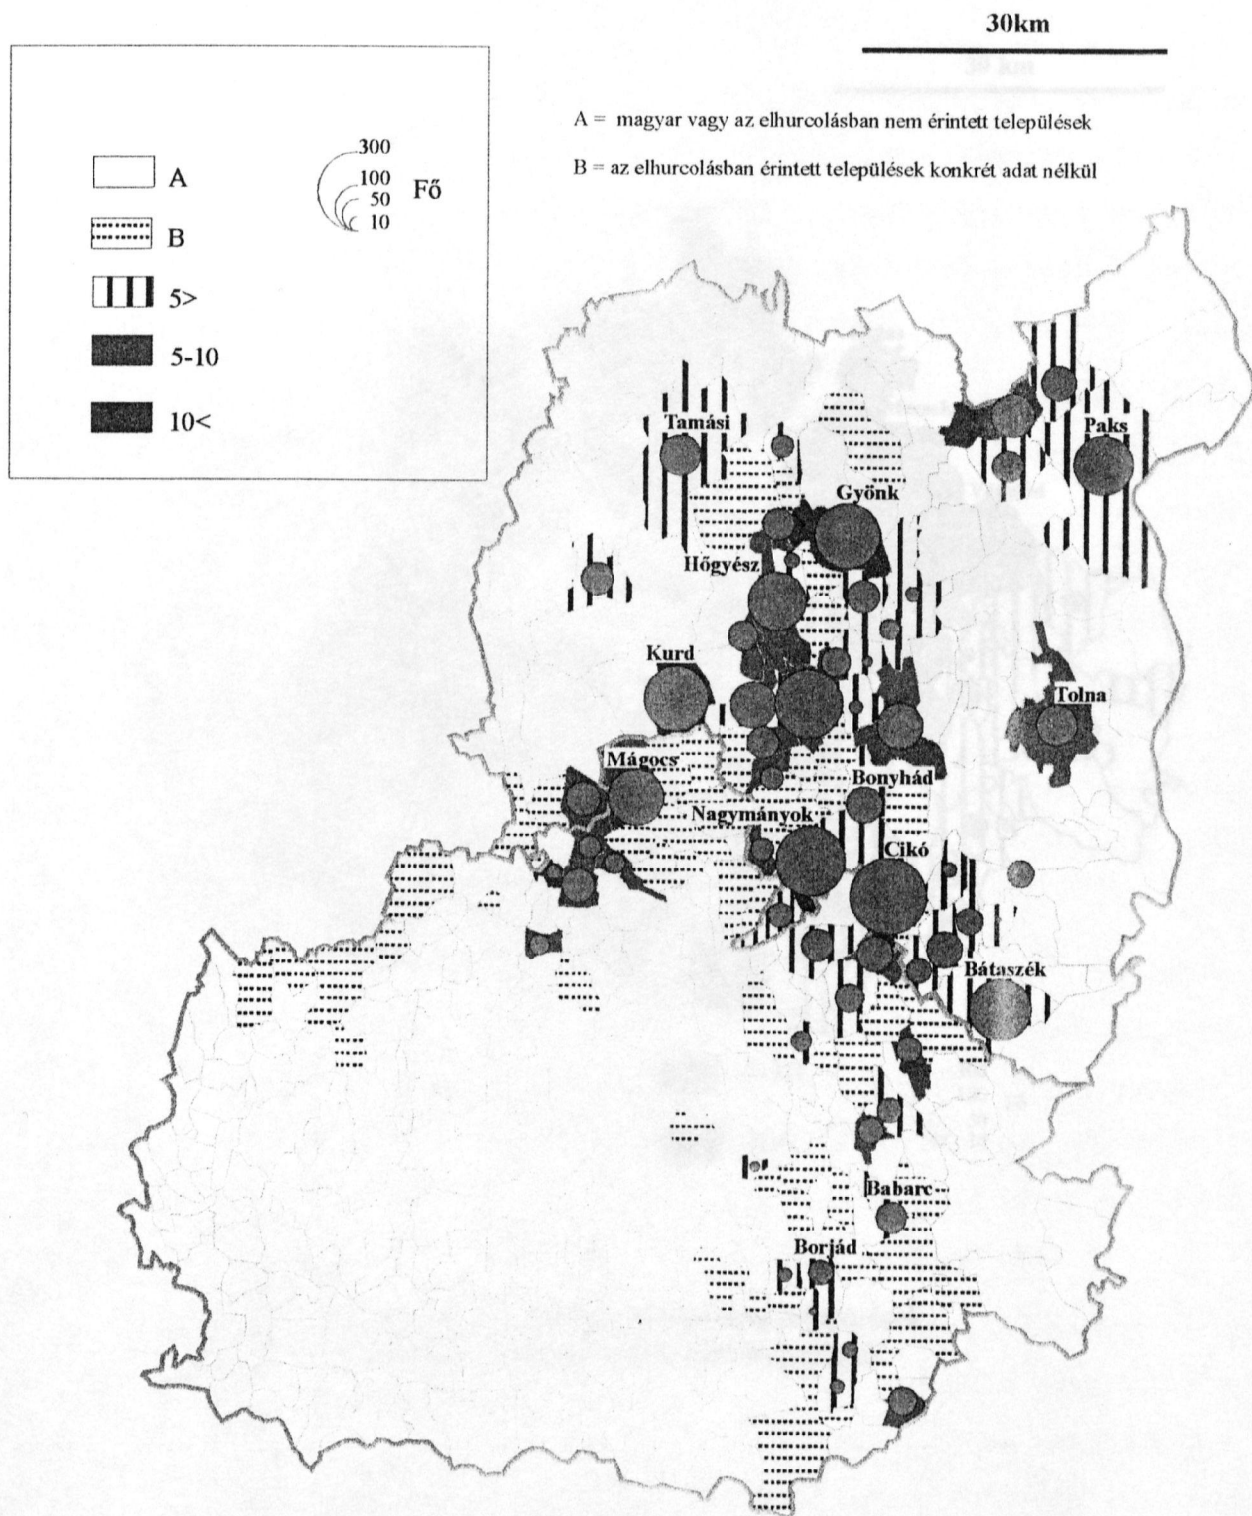 30km
A = magyar vagy az elhurcolásban nem érintett települések
B = az elhurcolásban érintett települések konkrét adat nélkül
A
B
5>
5-10
10<
300
100
50
10
Fő
Tamási
Paks
Gyönk
Hőgyész
Kurd
Tolna
Mágocs
Bonyhád
Nagymányok
Cikó
Bátaszék
Babarc
Borjád